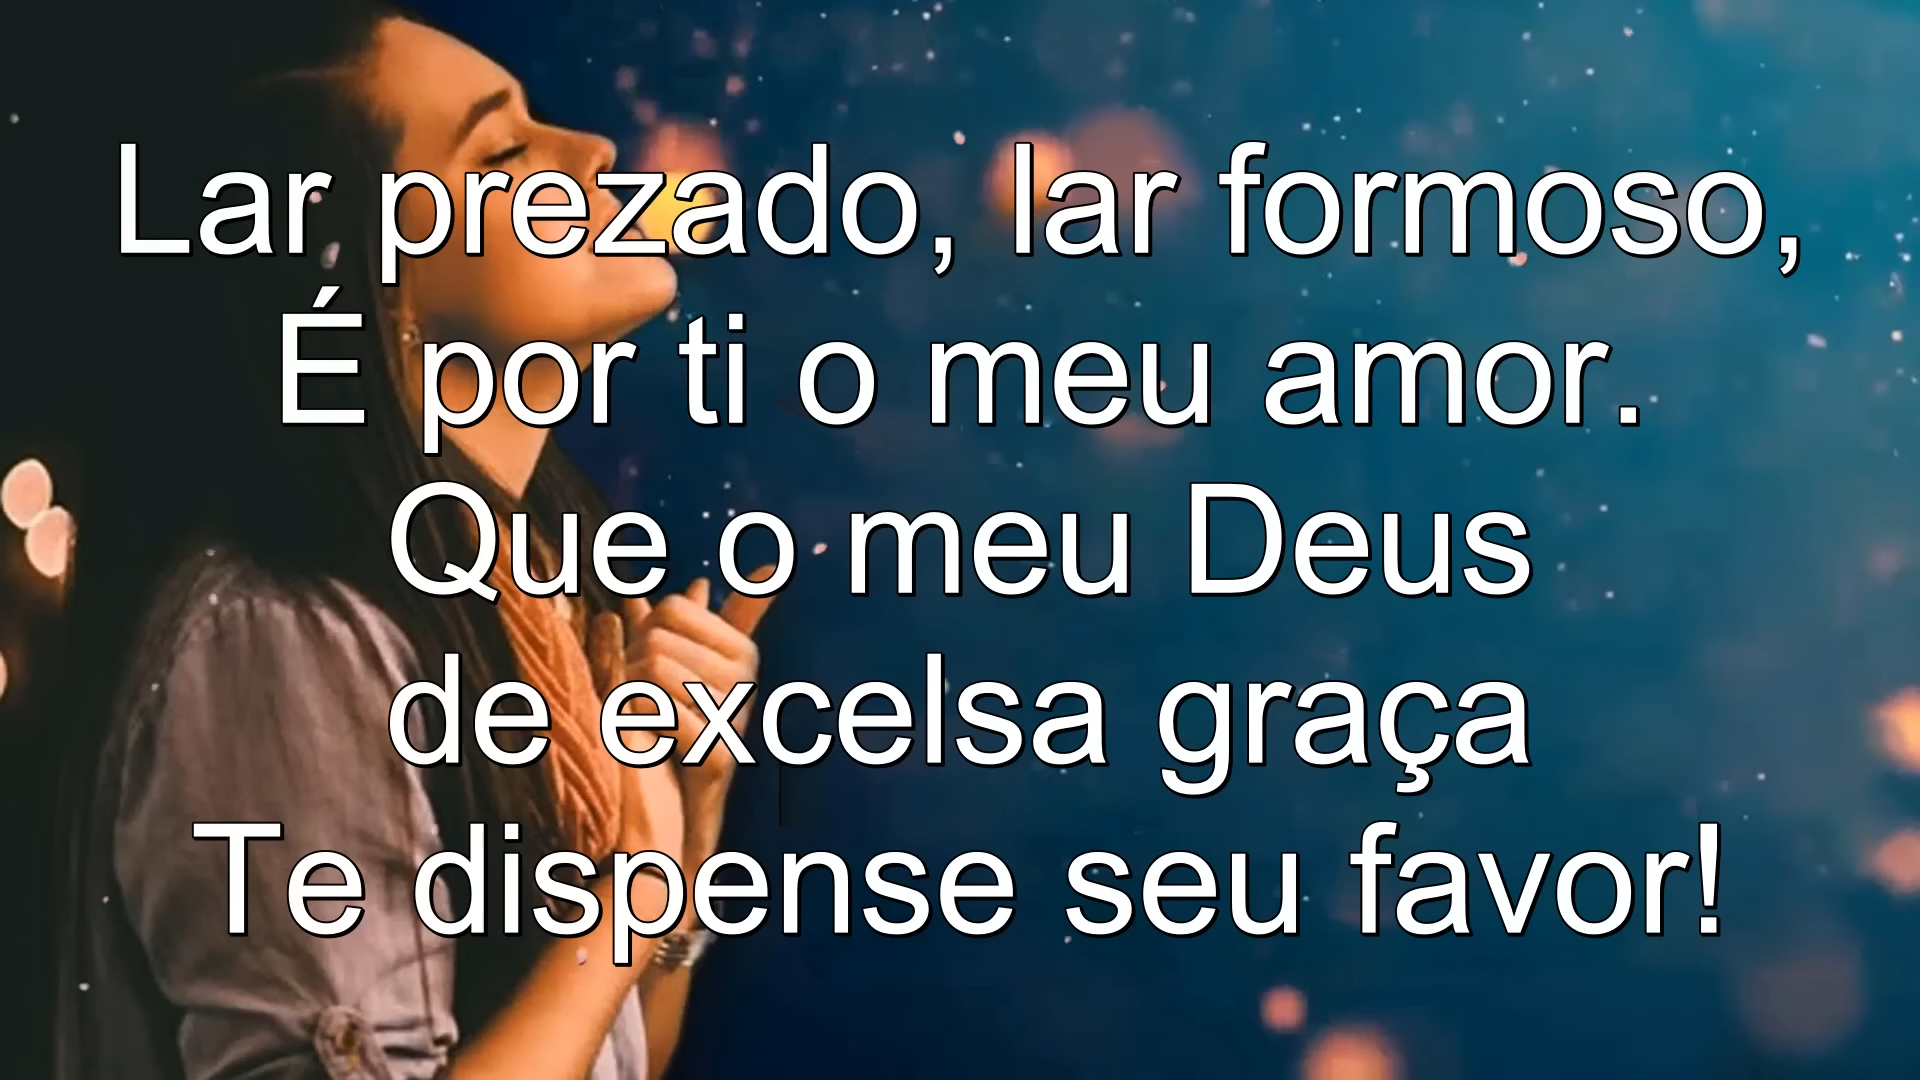 Lar prezado, lar formoso,
É por ti o meu amor.
Que o meu Deus
de excelsa graça
Te dispense seu favor!